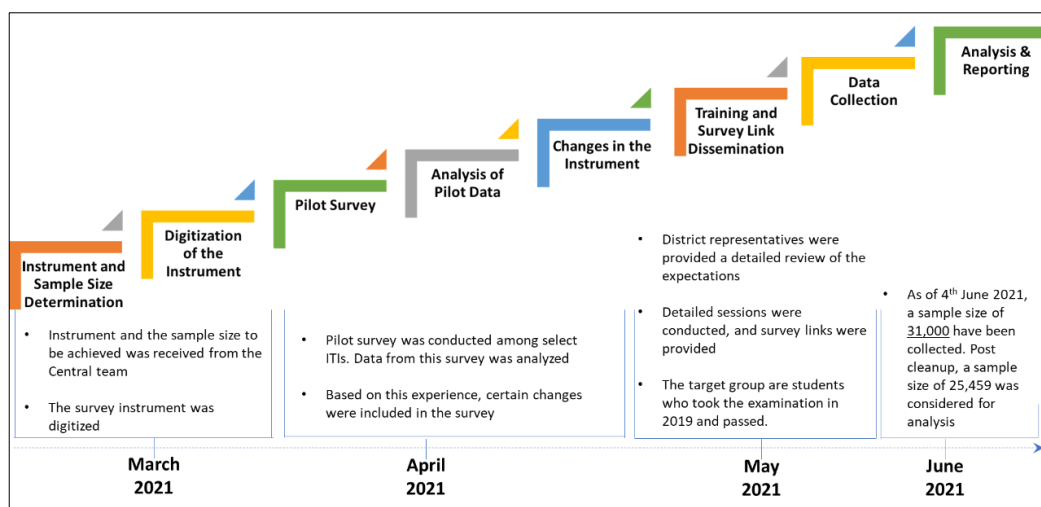 Instrument and
Sample Size
Determination
Digitization
of the
Instrument
Pilot Survey
Analysis of
Pilot Data
Changes in the
Instrument
Training and
Survey Link
Dissemination
Data
Collection
Analysis &
Reporting
• Instrument and the sample size to
be achieved was received from the
Central team
• The survey instrument was
digitized
• Pilot survey was conducted among select
ITIs. Data from this survey was analyzed
• Based on this experience, certain changes
were included in the survey
• District representatives were
provided a detailed review of the
expectations
• Detailed sessions were
conducted, and survey links were
provided
• The target group are students
who took the examination in
2019 and passed.
• As of 4th June 2021,
a sample size of
31,000 have been
collected. Post
cleanup, a sample
size of 25,459 was
considered for
analysis
March
2021
April
2021
May
2021
June
2021